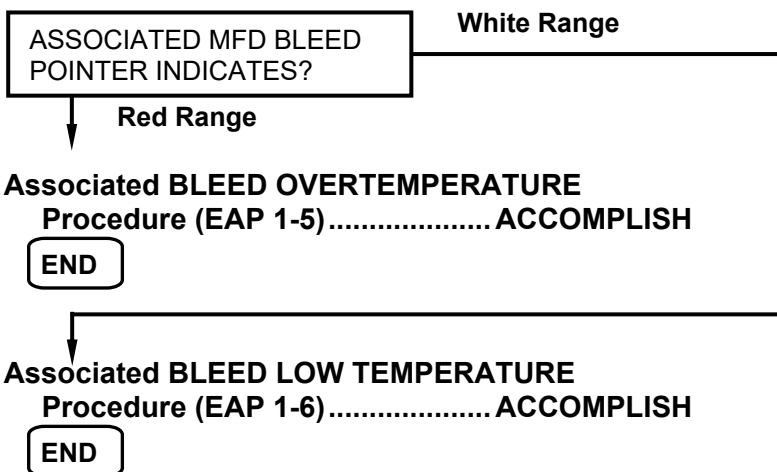 White Range
ASSOCIATED MFD BLEED
POINTER INDICATES?
Red Range
Associated BLEED OVERTEMPERATURE
Procedure (EAP 1-5).................... ACCOMPLISH
END
Associated BLEED LOW TEMPERATURE
Procedure (EAP 1-6).................... ACCOMPLISH
END